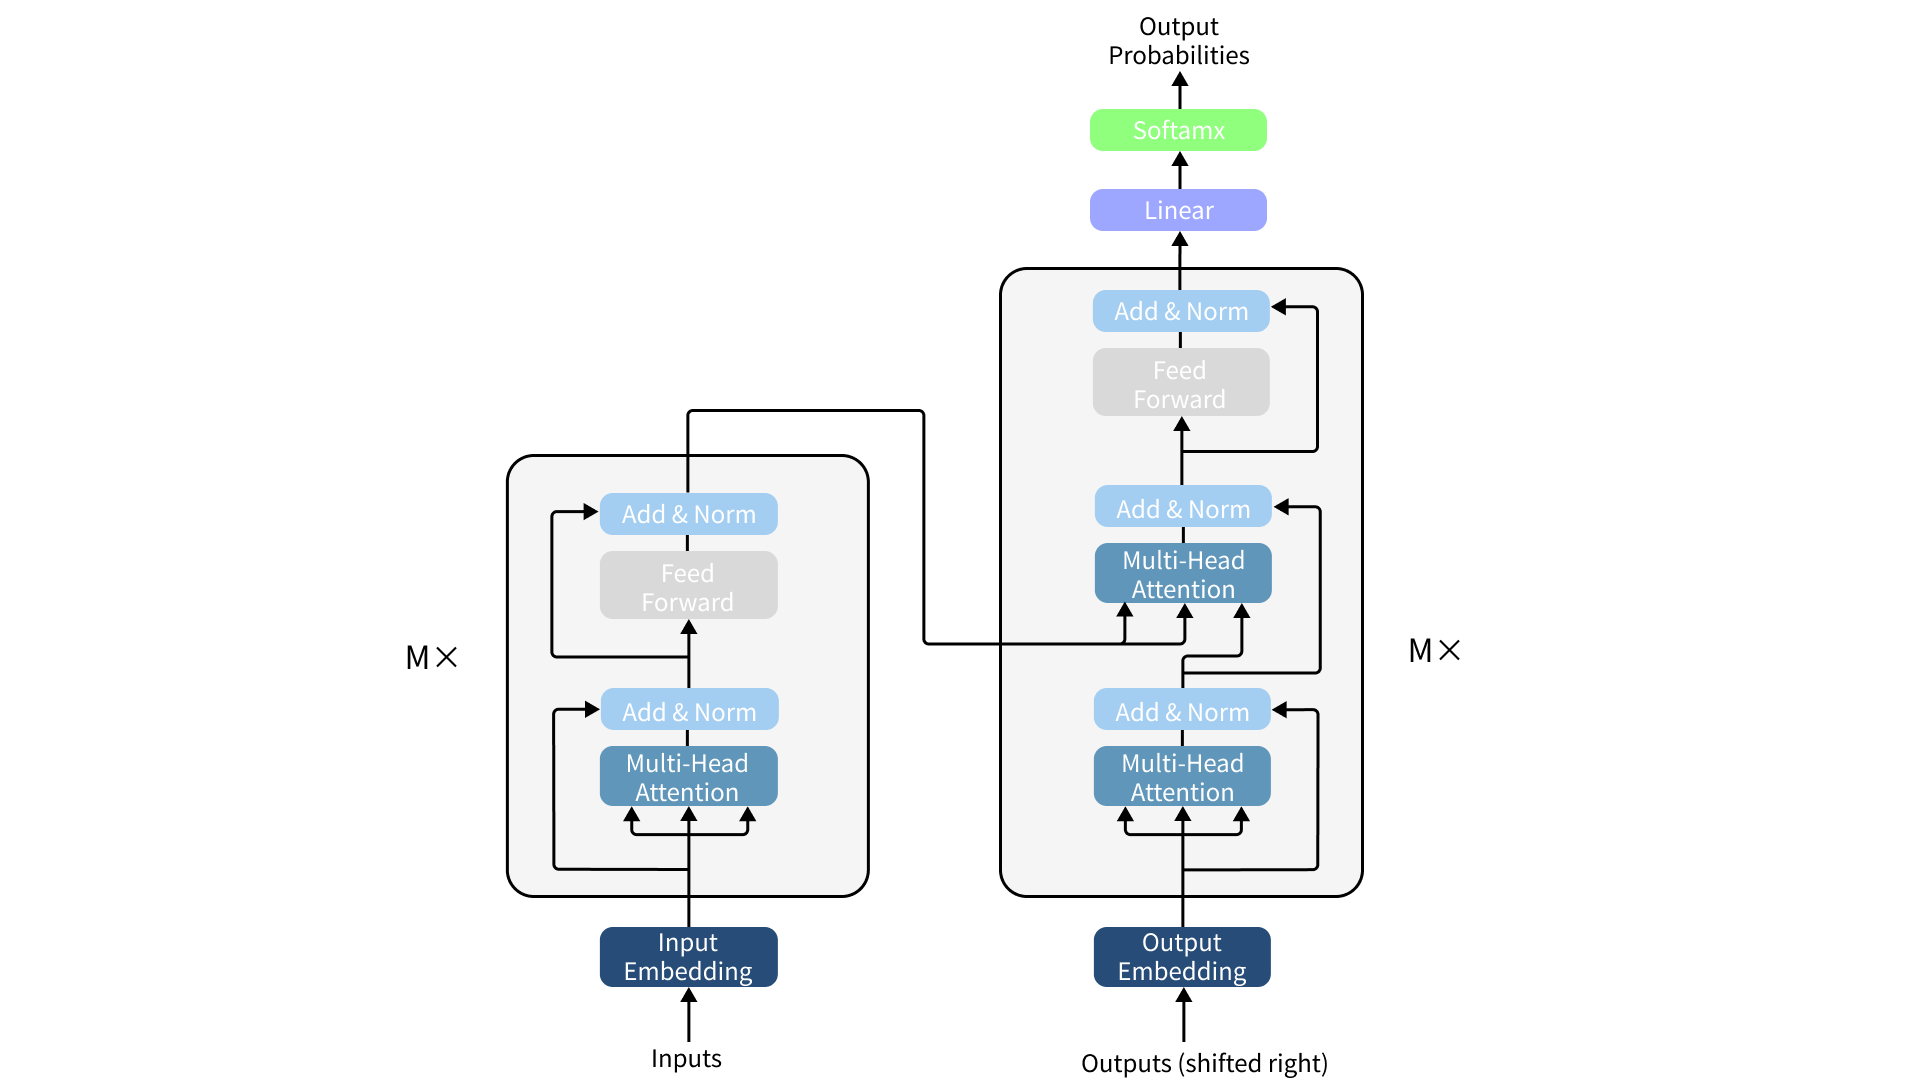 Output
Probabilities
Softamx
Linear
Add & Norm
Feed
Forward
Add & Norm
Multi-Head
Attention
Add & Norm
Multi-Head
Attention
M×
Output
Embedding
Outputs (shifted right)
Add & Norm
Feed
Forward
M×
Add & Norm
Multi-Head
Attention
Input
Embedding
Inputs